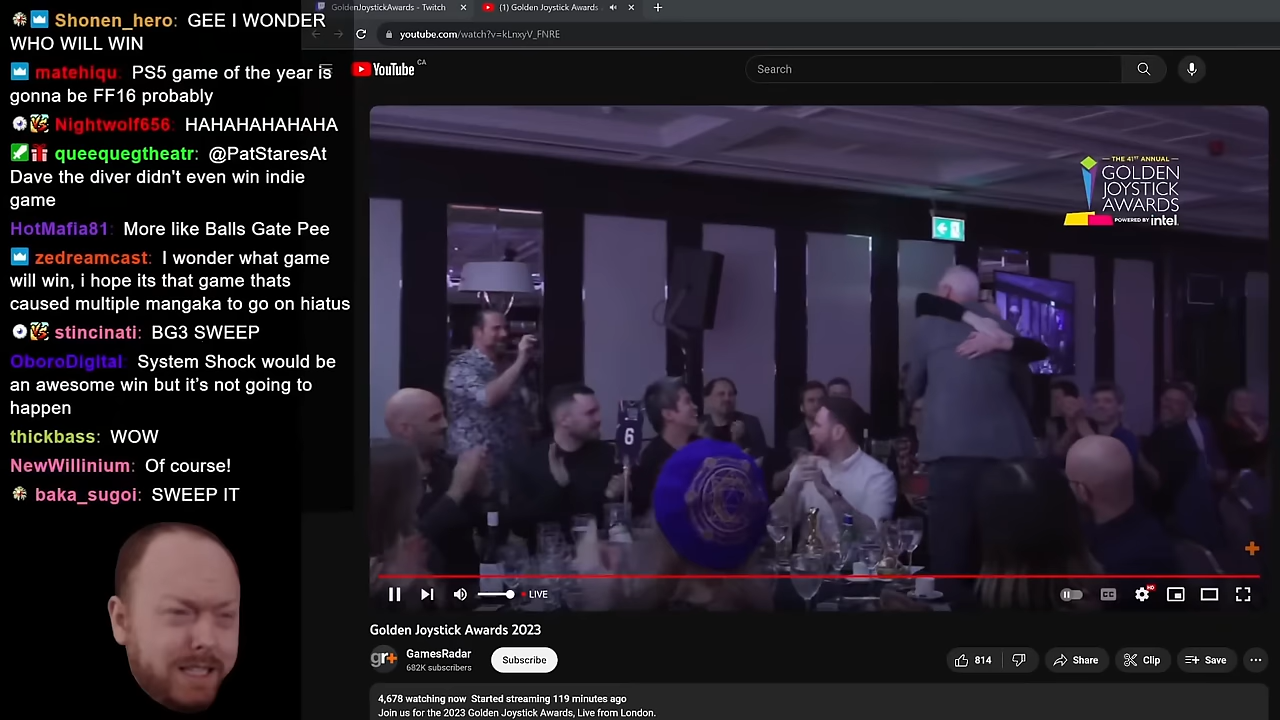 Shonen_hero: GEE I WONDER
WHO WILL WIN
matehiqu: PS5 game of the year is
gonna be FF16 probably
Nightwolf656: HAHAHAHAHAHA
queequegtheatr: @PatStaresAt
Dave the diver didn't even win indie
game
HotMafia81: More like Balls Gate Pee
zedreamcast: I wonder what game
will win, i hope its that game thats
caused multiple mangaka to go on hiatus
stincinati: BG3 SWEEP
OboroDigital: System Shock would be
an awesome win but it's not going to
happen
thickbass: WOW
NewWillinium: Of course!
baka_sugoi: SWEEP IT
GoldenJoystickAwards - Twitch
(1) Golden Joystick Awards
youtube.com/watch?v=kLnxyV_FNRE
YouTube CA
Search
THE 41ST ANNUAL
GOLDEN
JOYSTICK
AWARDS
POWERED BY intel.
6
LIVE
CC
HD
Golden Joystick Awards 2023
gr+
GamesRadar
682K subscribers
Subscribe
814
Share
Clip
Save
4,678 watching now Started streaming 119 minutes ago
Join us for the 2023 Golden Joystick Awards, Live from London.